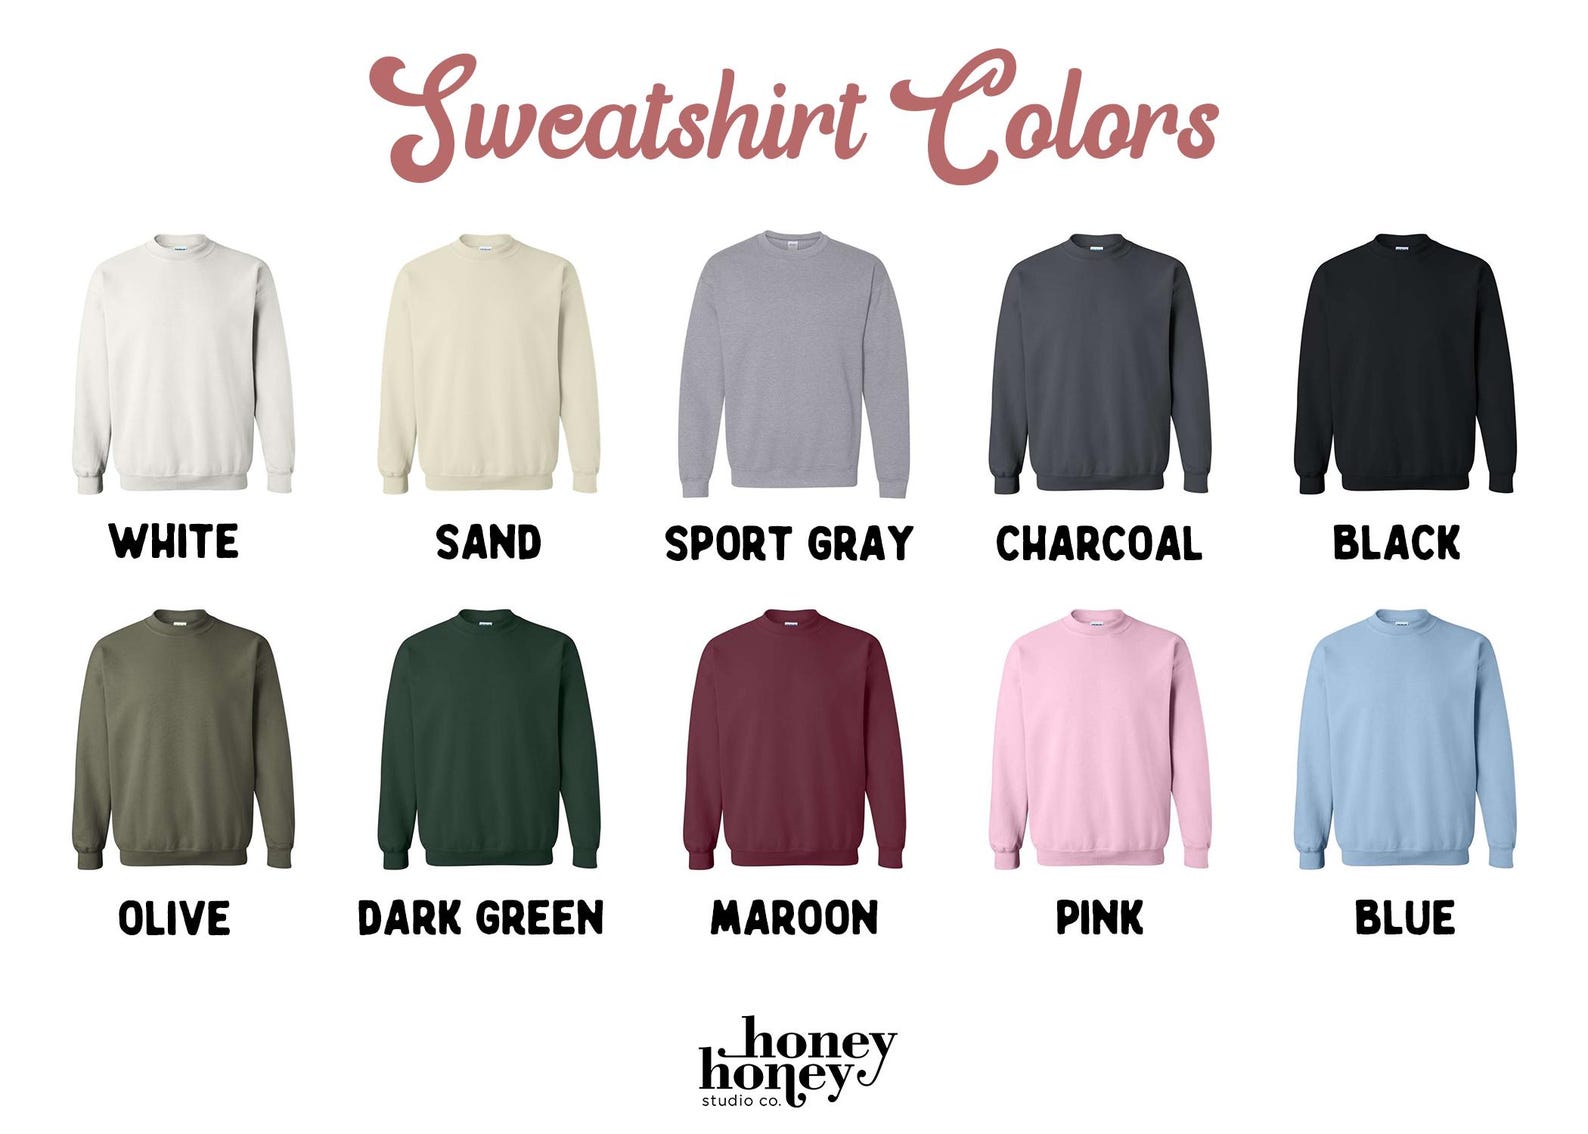 Sweatshirt Colors
WHITE
SAND
SPORT GRAY
CHARCOAL
BLACK
OLIVE
DARK GREEN
MAROON
PINK
BLUE
honey
honey
studio co.